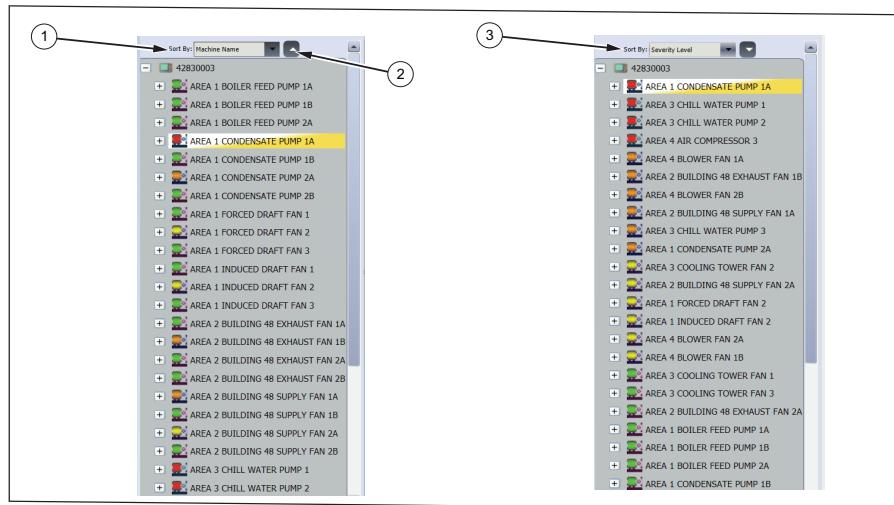 1
Sort By: Machine Name
2
42830003
AREA 1 BOILER FEED PUMP 1A
AREA 1 BOILER FEED PUMP 1B
AREA 1 BOILER FEED PUMP 2A
AREA 1 CONDENSATE PUMP 1A
AREA 1 CONDENSATE PUMP 1B
AREA 1 CONDENSATE PUMP 2A
AREA 1 CONDENSATE PUMP 2B
AREA 1 FORCED DRAFT FAN 1
AREA 1 FORCED DRAFT FAN 2
AREA 1 FORCED DRAFT FAN 3
AREA 1 INDUCED DRAFT FAN 1
AREA 1 INDUCED DRAFT FAN 2
AREA 1 INDUCED DRAFT FAN 3
AREA 2 BUILDING 48 EXHAUST FAN 1A
AREA 2 BUILDING 48 EXHAUST FAN 1B
AREA 2 BUILDING 48 EXHAUST FAN 2A
AREA 2 BUILDING 48 EXHAUST FAN 2B
AREA 2 BUILDING 48 SUPPLY FAN 1A
AREA 2 BUILDING 48 SUPPLY FAN 1B
AREA 2 BUILDING 48 SUPPLY FAN 2A
AREA 2 BUILDING 48 SUPPLY FAN 2B
AREA 3 CHILL WATER PUMP 1
AREA 3 CHILL WATER PUMP 2
3
Sort By: Severity Level
42830003
AREA 1 CONDENSATE PUMP 1A
AREA 3 CHILL WATER PUMP 1
AREA 3 CHILL WATER PUMP 2
AREA 4 AIR COMPRESSOR 3
AREA 4 BLOWER FAN 1A
AREA 2 BUILDING 48 EXHAUST FAN 1B
AREA 4 BLOWER FAN 2B
AREA 2 BUILDING 48 SUPPLY FAN 1A
AREA 3 CHILL WATER PUMP 3
AREA 1 CONDENSATE PUMP 2A
AREA 3 COOLING TOWER FAN 2
AREA 2 BUILDING 48 SUPPLY FAN 2A
AREA 1 FORCED DRAFT FAN 2
AREA 1 INDUCED DRAFT FAN 2
AREA 4 BLOWER FAN 2A
AREA 4 BLOWER FAN 1B
AREA 3 COOLING TOWER FAN 1
AREA 3 COOLING TOWER FAN 3
AREA 2 BUILDING 48 EXHAUST FAN 2A
AREA 1 BOILER FEED PUMP 1A
AREA 1 BOILER FEED PUMP 1B
AREA 1 BOILER FEED PUMP 2A
AREA 1 CONDENSATE PUMP 1B